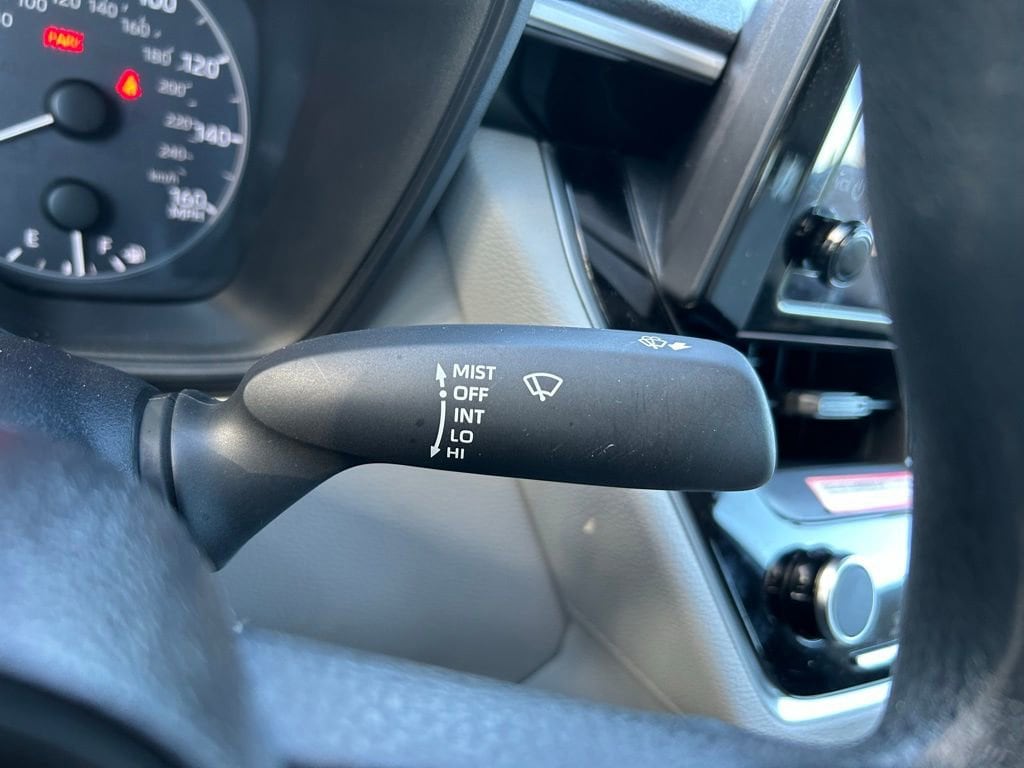 100 120 140
160
180
200
220
240
km/h
120
140
160
MPH
PARK
E F
MIST
OFF
INT
LO
HI